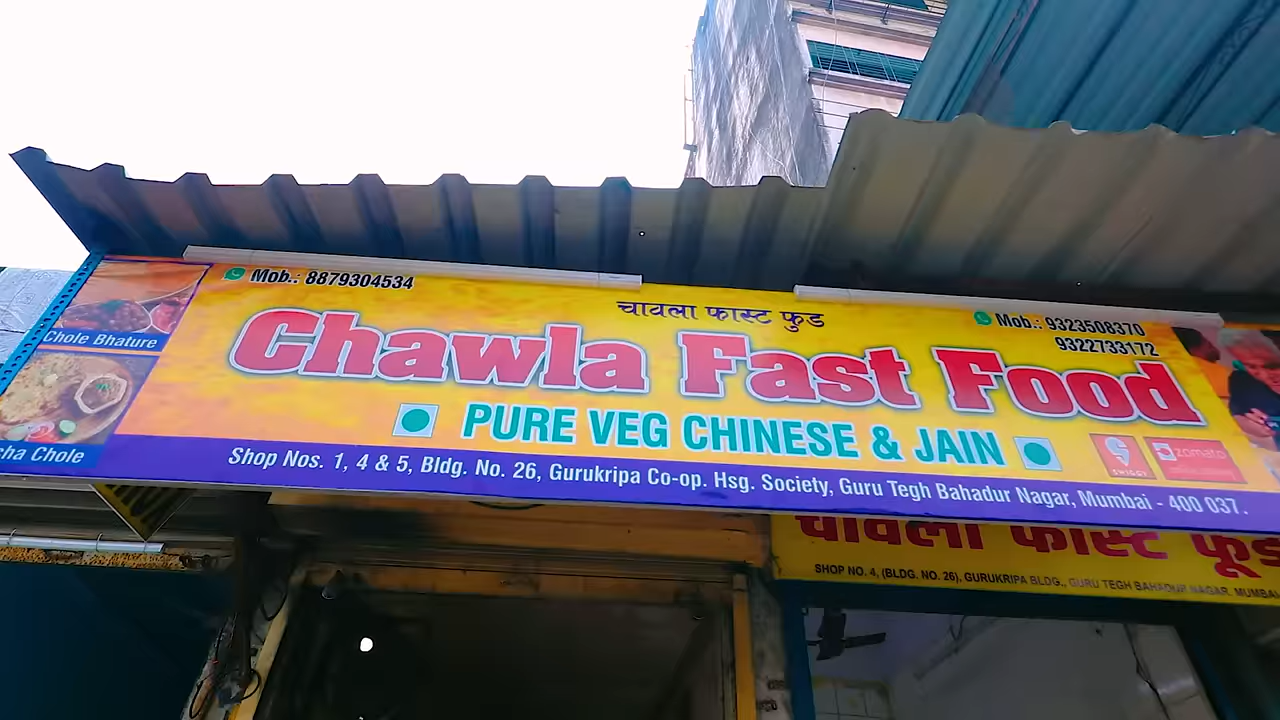 Mob.: 8879304534
चावला फास्ट फुड
Mob.: 9323508370
9322733172
Chawla Fast Food
Chole Bhature
PURE VEG CHINESE & JAIN
SWIGGY
zomato
cha Chole
Shop Nos. 1, 4 & 5, Bldg. No. 26, Gurukripa Co-op. Hsg. Society, Guru Tegh Bahadur Nagar, Mumbai - 400 037.
चावला फास्ट फूड
SHOP NO. 4, (BLDG. NO. 26), GURUKRIPA BLDG., GURU TEGH BAHADUR NAGAR, MUMBAI